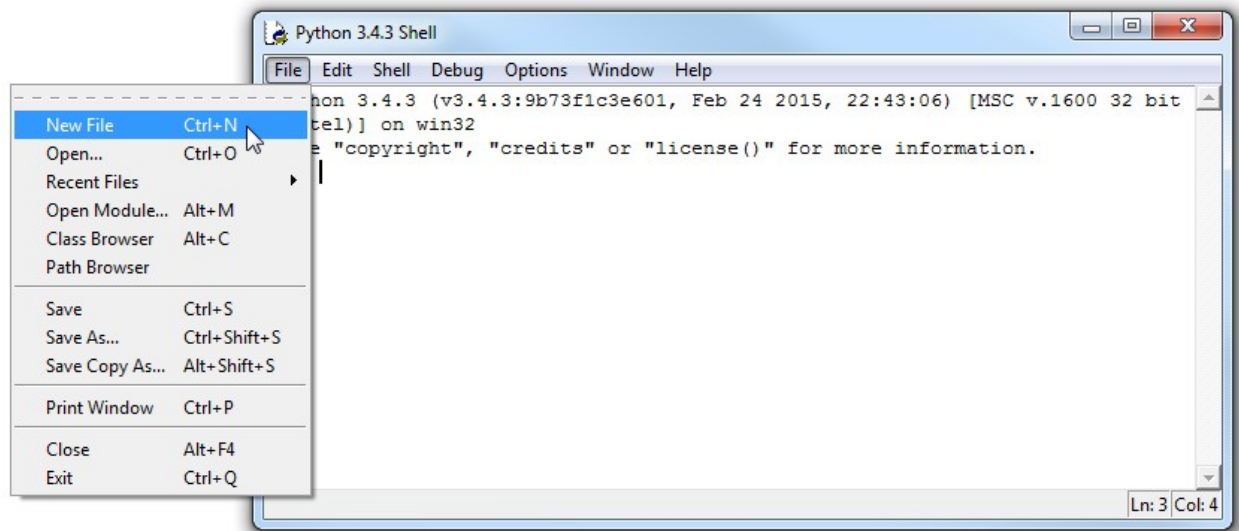 Python 3.4.3 Shell
File Edit Shell Debug Options Window Help
hon 3.4.3 (v3.4.3:9b73f1c3e601, Feb 24 2015, 22:43:06) [MSC v.1600 32 bit
tel)] on win32
e "copyright", "credits" or "license()" for more information.
New File Ctrl+N
Open... Ctrl+O
Recent Files
Open Module... Alt+M
Class Browser Alt+C
Path Browser
Save Ctrl+S
Save As... Ctrl+Shift+S
Save Copy As... Alt+Shift+S
Print Window Ctrl+P
Close Alt+F4
Exit Ctrl+Q
Ln: 3 Col: 4